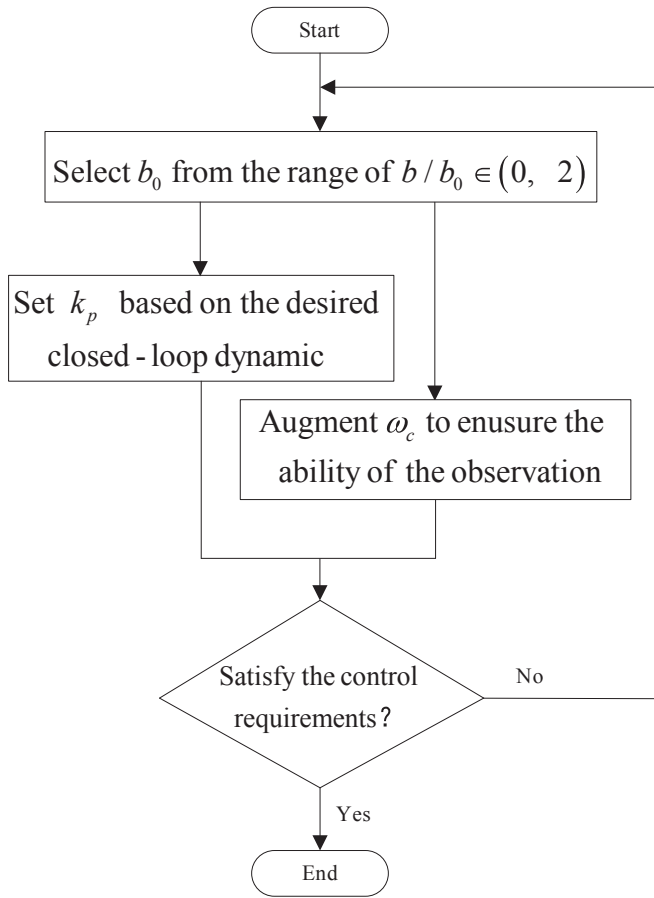 Start
Select b₀ from the range of b / b₀ ∈ (0, 2)
Set kₚ based on the desired
closed - loop dynamic
Augment ω_c to enusure the
ability of the observation
Satisfy the control
requirements?
No
Yes
End